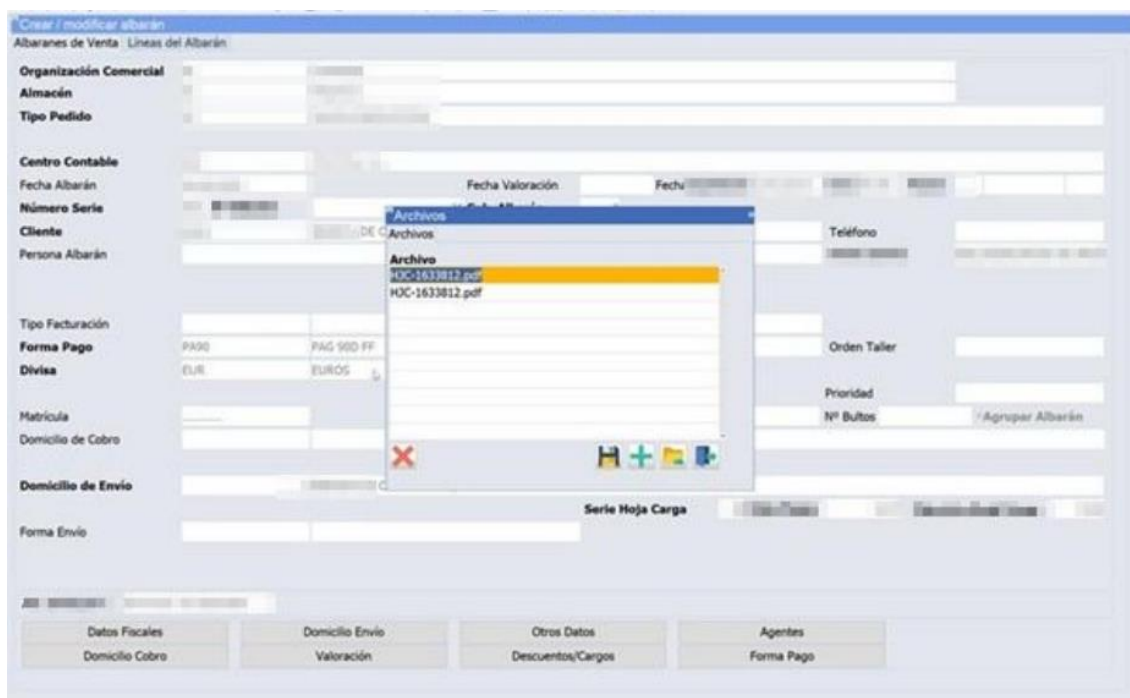 Crear / modificar albarán
Albaranes de Venta Líneas del Albarán
Organización Comercial
Almacén
Tipo Pedido
Centro Contable
Fecha Albarán Fecha Valoración
Número Serie
Cliente DE Teléfono
Persona Albarán
Archivos
Archivos
Archivo
HJC-1633812.pdf
HJC-1633812.pdf
Tipo Facturación
Forma Pago PA90 PAG 90D FF Orden Taller
Divisa EUR EUROS
Prioridad
Matrícula Nº Bultos Agrupar Albarán
Domicilio de Cobro
Domicilio de Envío
Serie Hoja Carga
Forma Envío
Datos Fiscales Domicilio Envío Otros Datos Agentes
Domicilio Cobro Valoración Descuentos/Cargos Forma Pago